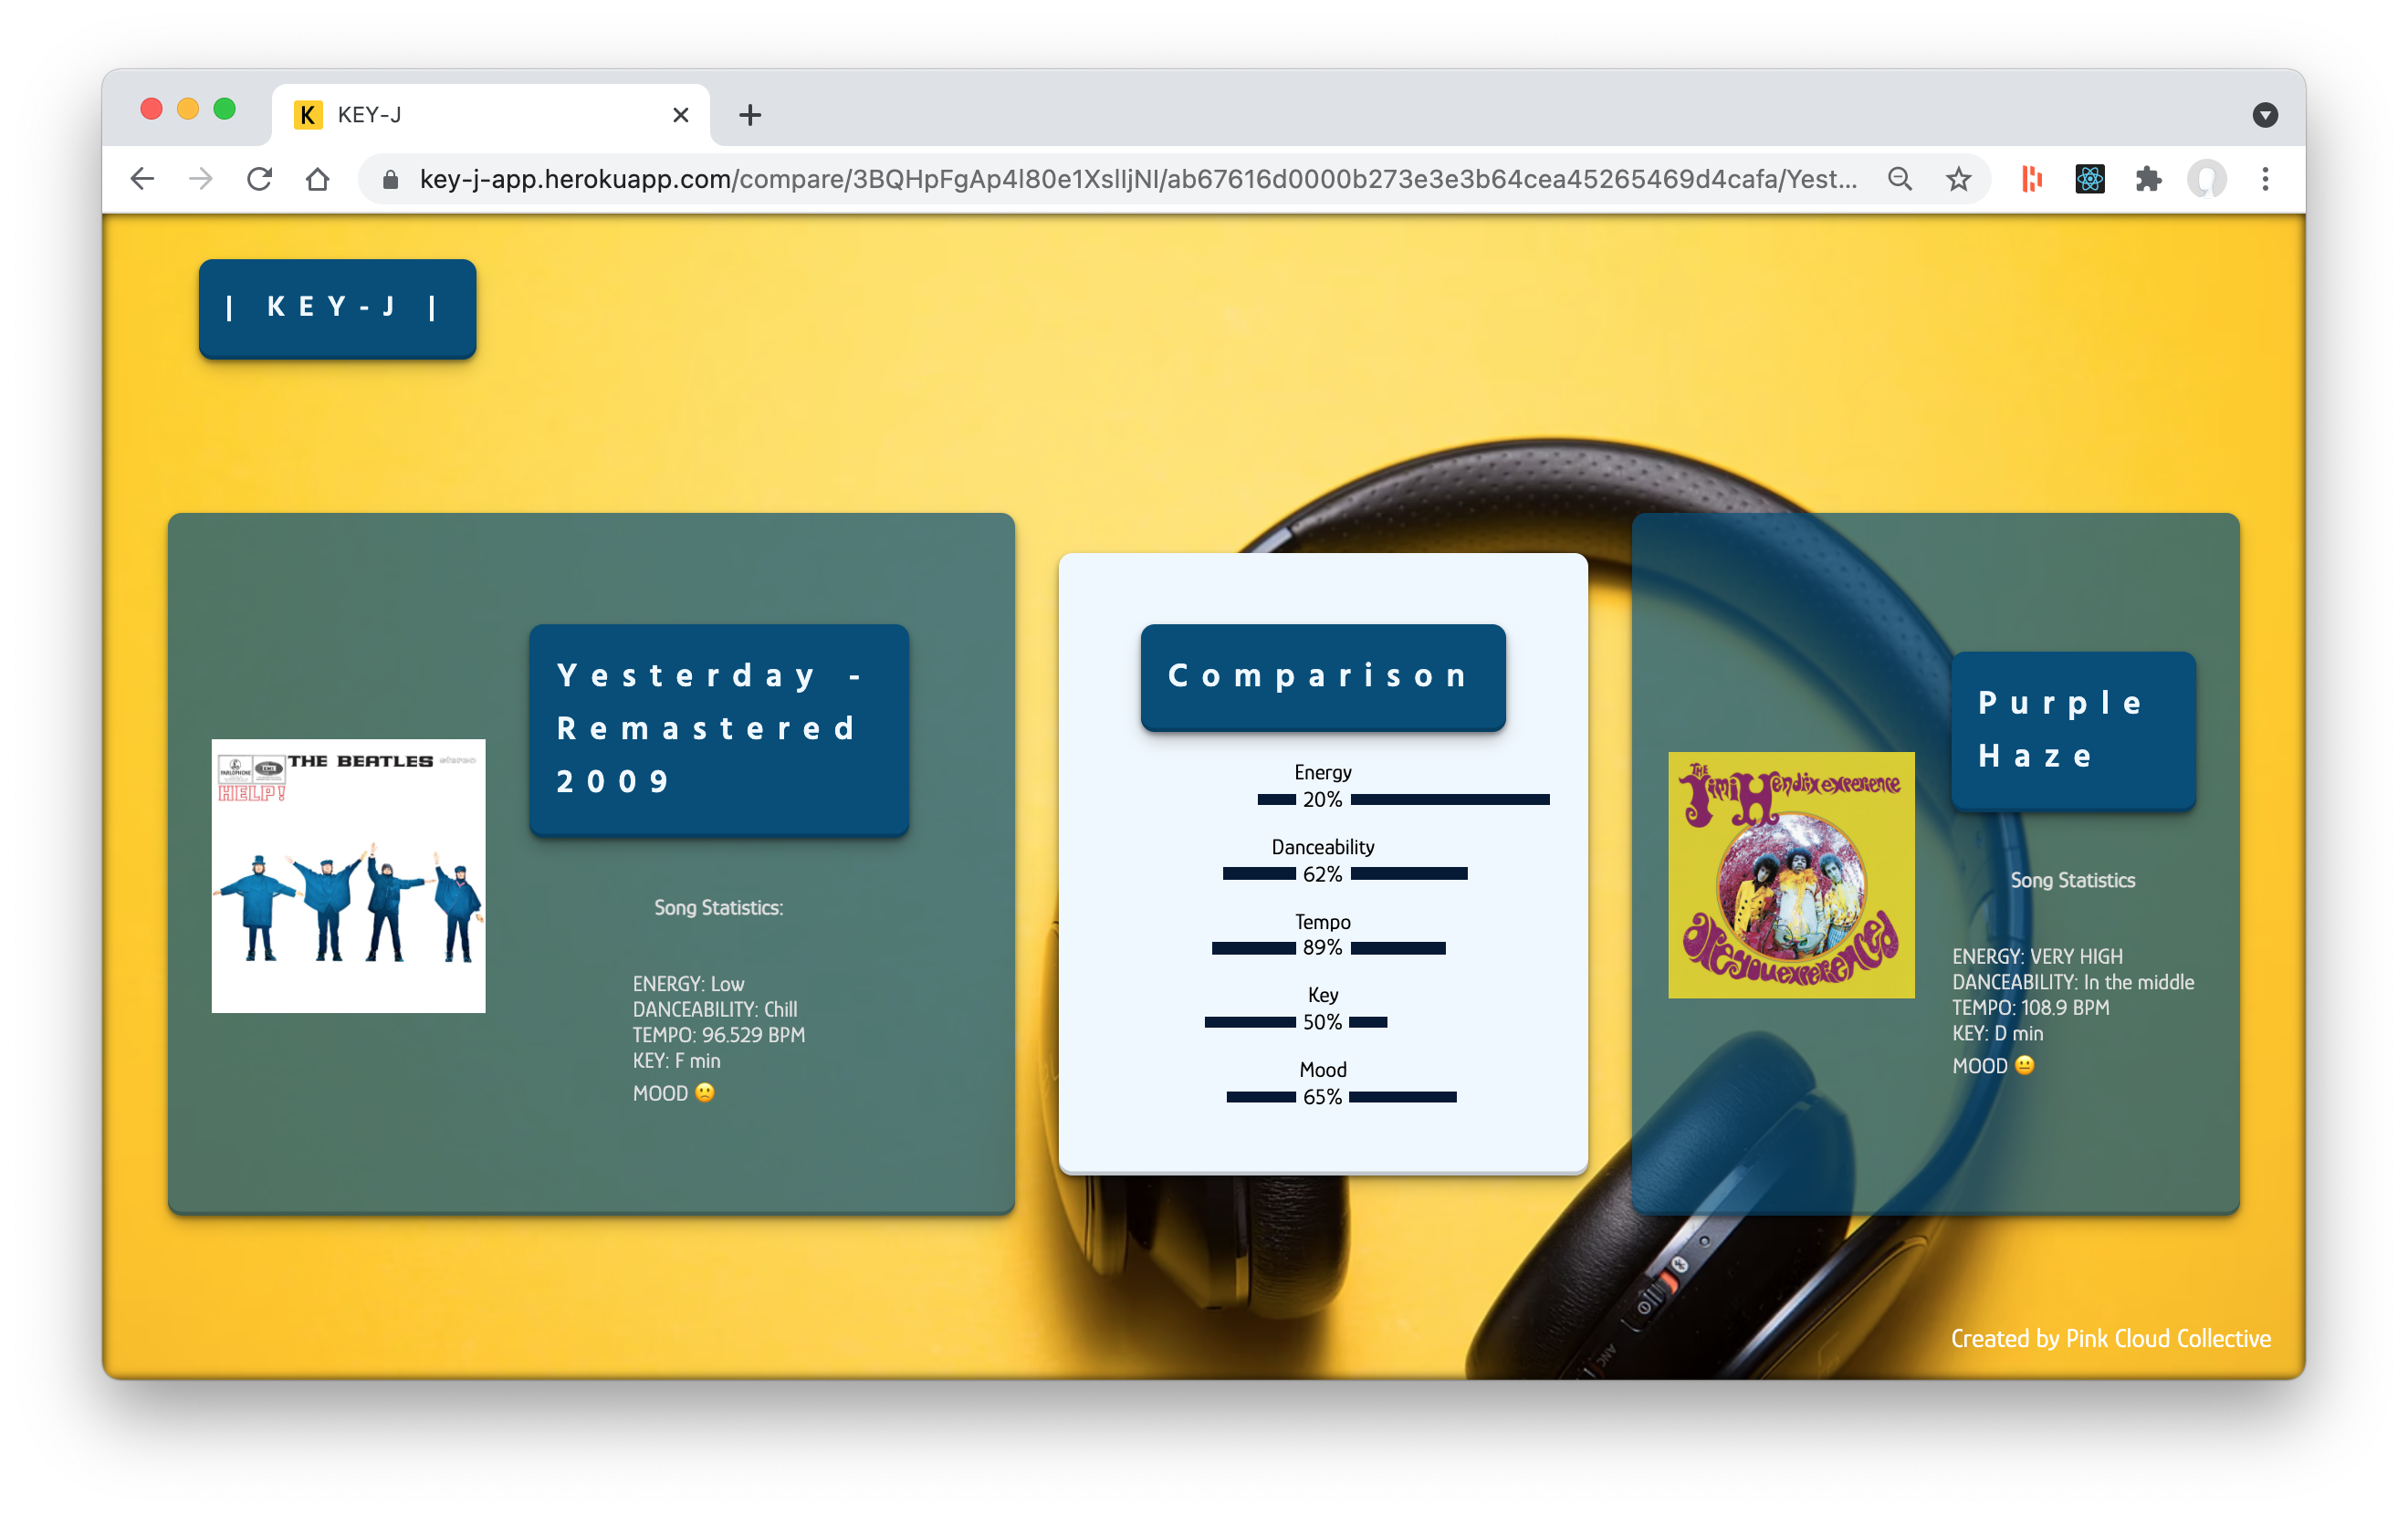 K KEY-J
key-j-app.herokuapp.com/compare/3BQHpFgAp4I80e1XslIjNI/ab67616d0000b273e3e3b64cea45265469d4cafa/Yest...
| KEY-J |
THE BEATLES stereo
PARLOPHONE
HELP!
Yesterday -
Remastered
2009
Song Statistics:
ENERGY: Low
DANCEABILITY: Chill
TEMPO: 96.529 BPM
KEY: F min
MOOD 🙁
Comparison
Energy
20%
Danceability
62%
Tempo
89%
Key
50%
Mood
65%
THE
Jimi Hendrix experience
are you experienced
Purple
Haze
Song Statistics
ENERGY: VERY HIGH
DANCEABILITY: In the middle
TEMPO: 108.9 BPM
KEY: D min
MOOD 😐
ANC
Created by Pink Cloud Collective